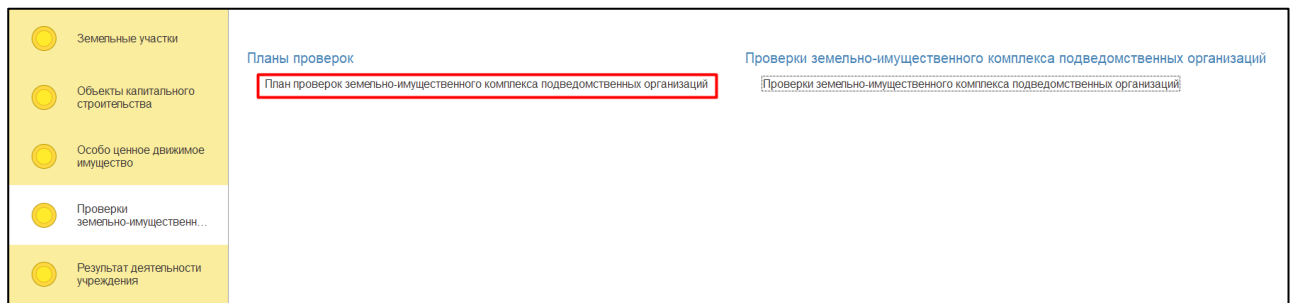 Земельные участки
Объекты капитального
строительства
Особо ценное движимое
имущество
Проверки
земельно-имущественн...
Результат деятельности
учреждения
Планы проверок
План проверок земельно-имущественного комплекса подведомственных организаций
Проверки земельно-имущественного комплекса подведомственных организаций
Проверки земельно-имущественного комплекса подведомственных организаций